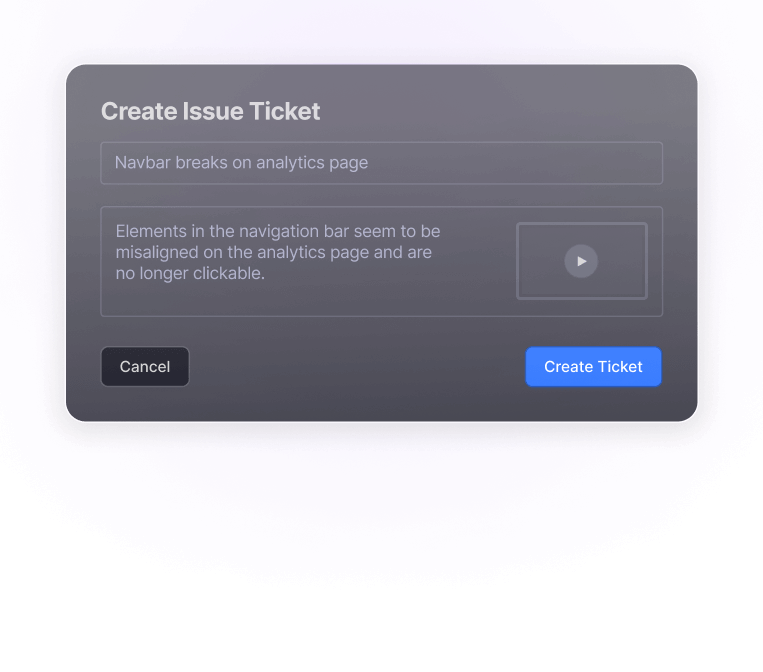 Create Issue Ticket
Navbar breaks on analytics page
Elements in the navigation bar seem to be
misaligned on the analytics page and are
no longer clickable.
Cancel
Create Ticket